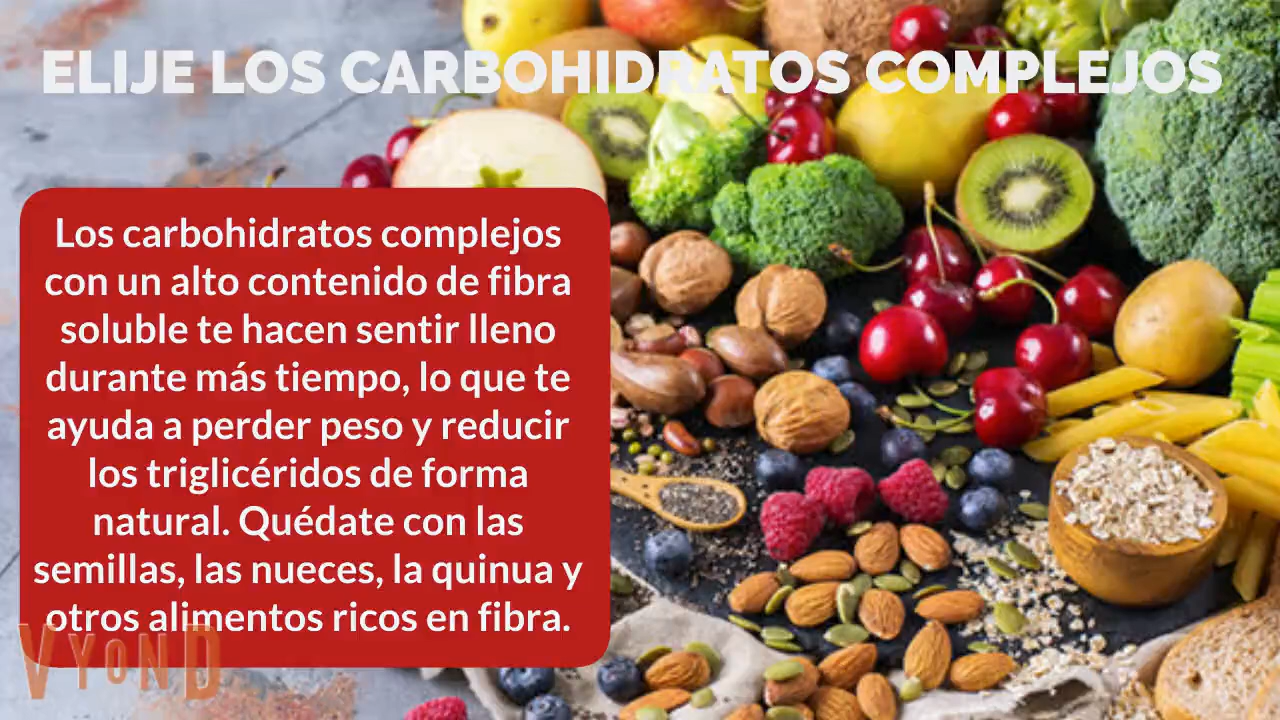 ELIJE LOS CARBOHIDRATOS COMPLEJOS
Los carbohidratos complejos
con un alto contenido de fibra
soluble te hacen sentir lleno
durante más tiempo, lo que te
ayuda a perder peso y reducir
los triglicéridos de forma
natural. Quédate con las
semillas, las nueces, la quinua y
otros alimentos ricos en fibra.
VYOND